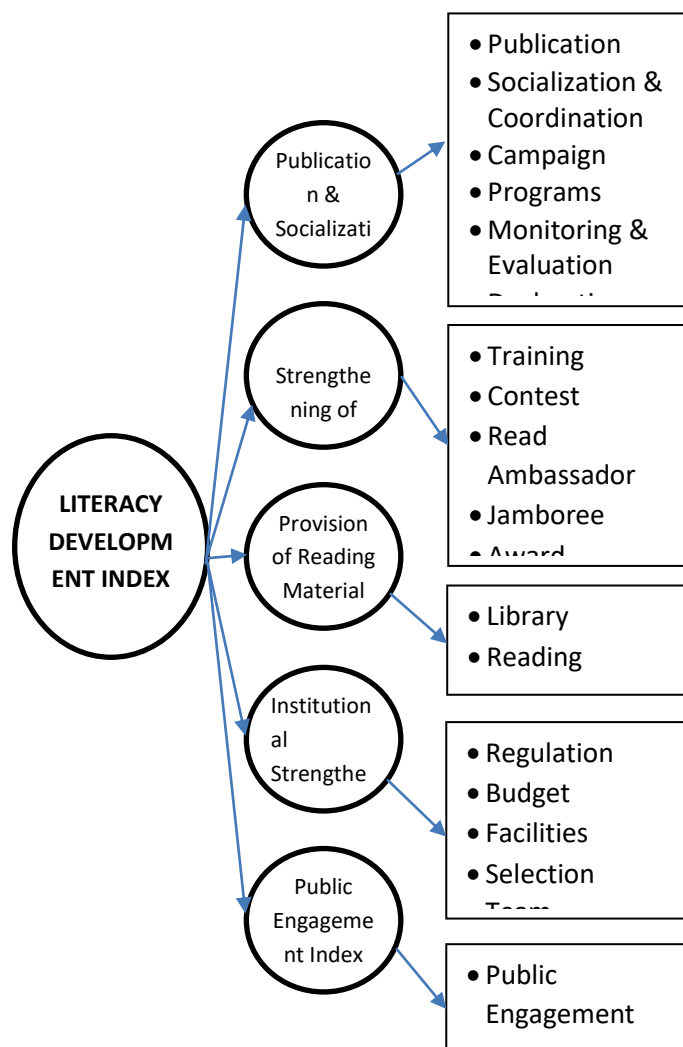 • Publication
• Socialization &
Coordination
• Campaign
• Programs
• Monitoring &
Evaluation
Publicatio
n &
Socializati
• Training
• Contest
• Read
Ambassador
• Jamboree
• Award
Strengthe
ning of
LITERACY
DEVELOPM
ENT INDEX
Provision
of Reading
Material
• Library
• Reading
Institution
al
Strengthe
• Regulation
• Budget
• Facilities
• Selection
Team
Public
Engageme
nt Index
• Public
Engagement